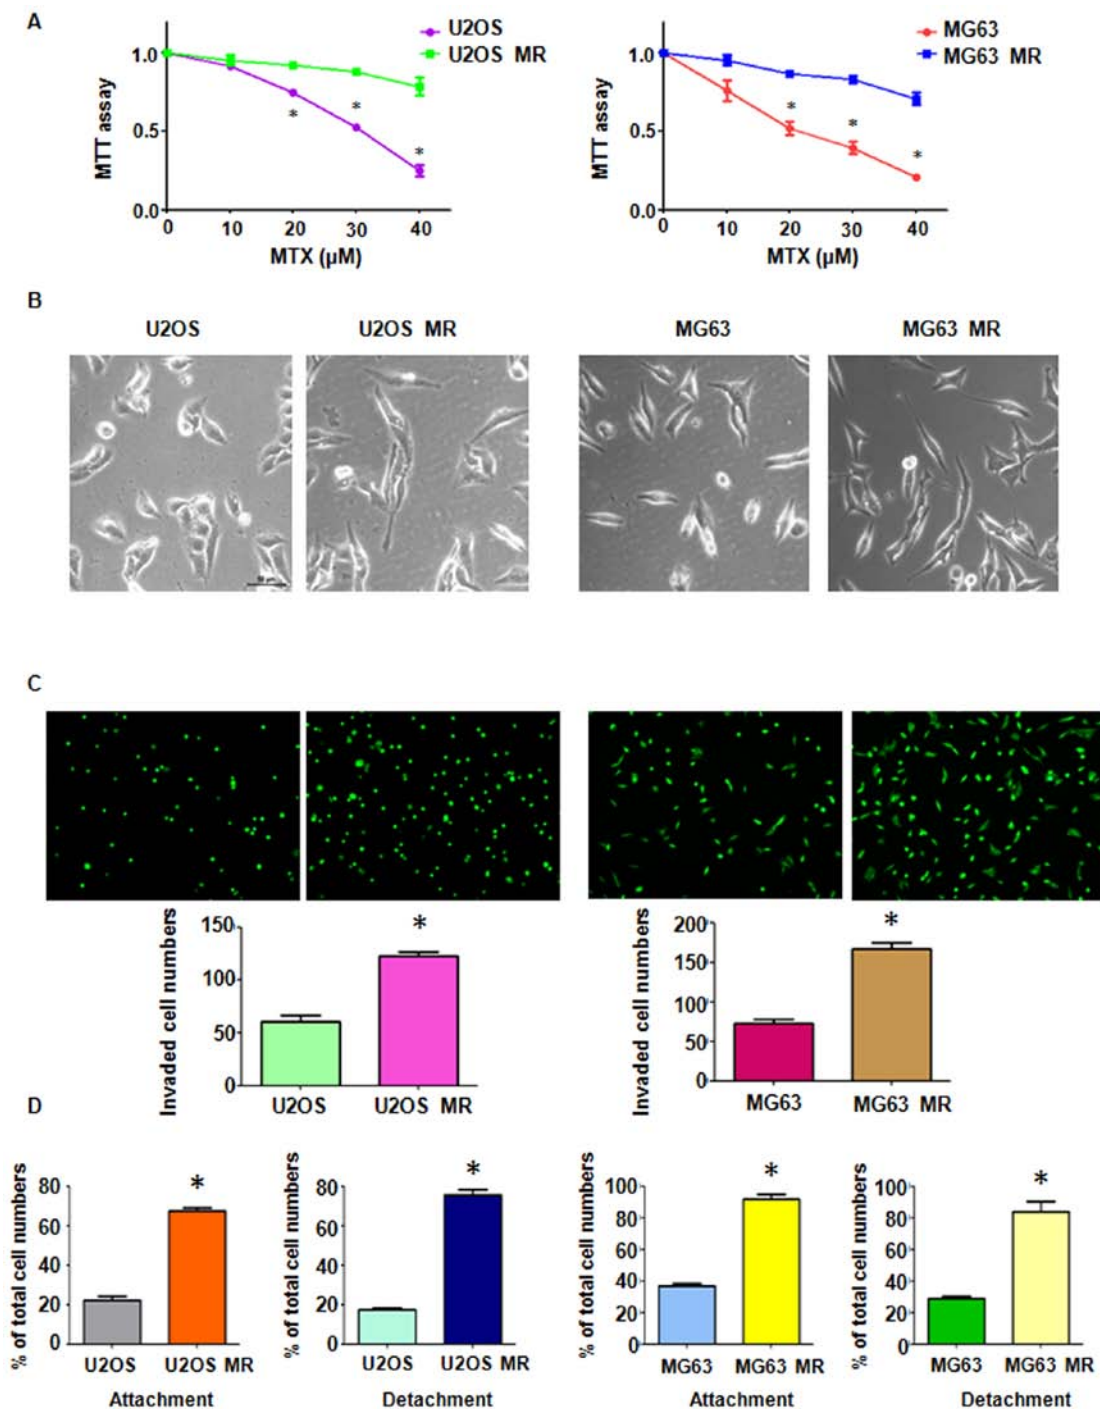 A
U2OS
U2OS MR
MTT assay
1.0
0.5
0.0
0 10 20 30 40
MTX (µM)
*
*
*
MG63
MG63 MR
MTT assay
1.0
0.5
0.0
0 10 20 30 40
MTX (µM)
*
*
*
B
U2OS U2OS MR MG63 MG63 MR
C
Invaded cell numbers
150
100
50
0
*
U2OS U2OS MR
Invaded cell numbers
200
150
100
50
0
*
MG63 MG63 MR
D
% of total cell numbers
80
60
40
20
0
*
U2OS U2OS MR
Attachment
% of total cell numbers
80
60
40
20
0
*
U2OS U2OS MR
Detachment
% of total cell numbers
100
80
60
40
20
0
*
MG63 MG63 MR
Attachment
% of total cell numbers
100
80
60
40
20
0
*
MG63 MG63 MR
Detachment